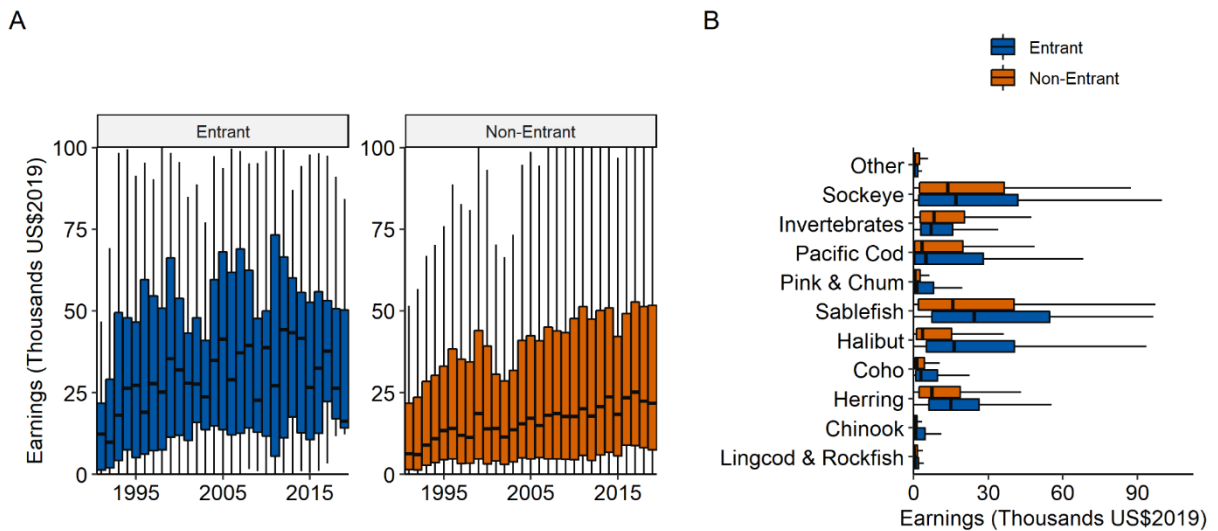 A
B
Entrant
Non-Entrant
Entrant
Non-Entrant
Earnings (Thousands US$2019)
100
75
50
25
0
100
75
50
25
0
1995
2005
2015
1995
2005
2015
Other
Sockeye
Invertebrates
Pacific Cod
Pink & Chum
Sablefish
Halibut
Coho
Herring
Chinook
Lingcod & Rockfish
0
30
60
90
Earnings (Thousands US$2019)